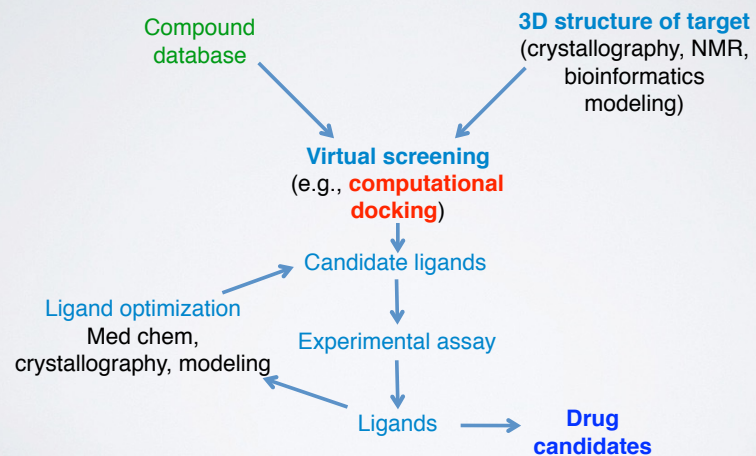 Compound
database
3D structure of target
(crystallography, NMR,
bioinformatics
modeling)
Virtual screening
(e.g., computational
docking)
Candidate ligands
Ligand optimization
Med chem,
crystallography, modeling
Experimental assay
Ligands
Drug
candidates